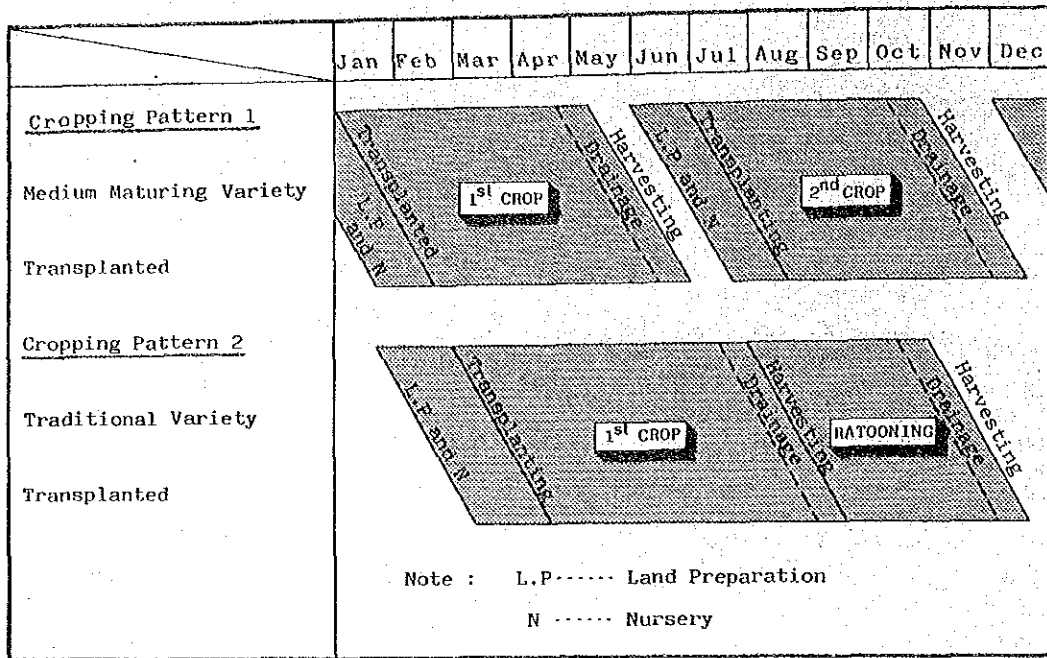 Jan Feb Mar Apr May Jun Jul Aug Sep Oct Nov Dec
Cropping Pattern 1
Medium Maturing Variety
Transplanted
L.P and N
Transplanted
1st CROP
Drainage
Harvesting
L.P and N
Transplanting
2nd CROP
Drainage
Harvesting
Cropping Pattern 2
Traditional Variety
Transplanted
L.P and N
Transplanting
1st CROP
Drainage
Harvesting
RATOONING
Drainage
Harvesting
Note : L.P...... Land Preparation
N ...... Nursery